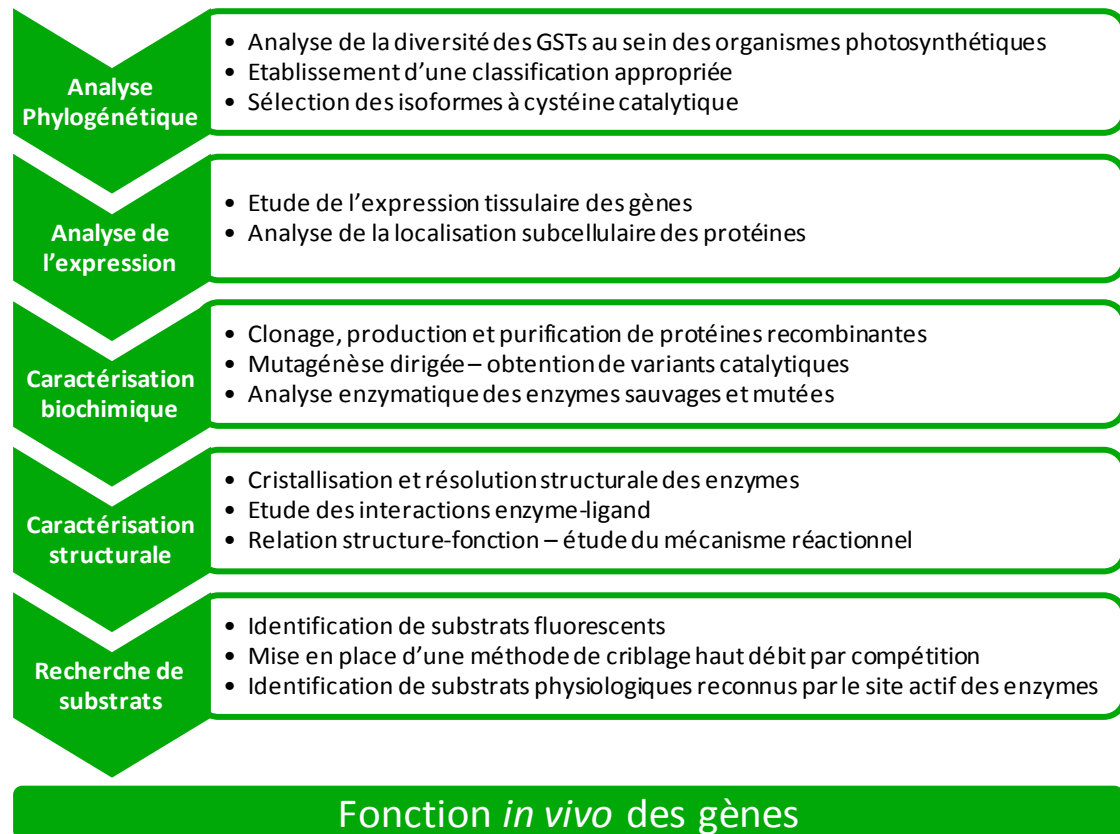 Analyse
Phylogénétique
• Analyse de la diversité des GSTs au sein des organismes photosynthétiques
• Etablissement d’une classification appropriée
• Sélection des isoformes à cystéine catalytique
Analyse de
l’expression
• Etude de l’expression tissulaire des gènes
• Analyse de la localisation subcellulaire des protéines
Caractérisation
biochimique
• Clonage, production et purification de protéines recombinantes
• Mutagénèse dirigée – obtention de variants catalytiques
• Analyse enzymatique des enzymes sauvages et mutées
Caractérisation
structurale
• Cristallisation et résolution structurale des enzymes
• Etude des interactions enzyme-ligand
• Relation structure-fonction – étude du mécanisme réactionnel
Recherche de
substrats
• Identification de substrats fluorescents
• Mise en place d’une méthode de criblage haut débit par compétition
• Identification de substrats physiologiques reconnus par le site actif des enzymes
Fonction in vivo des gènes